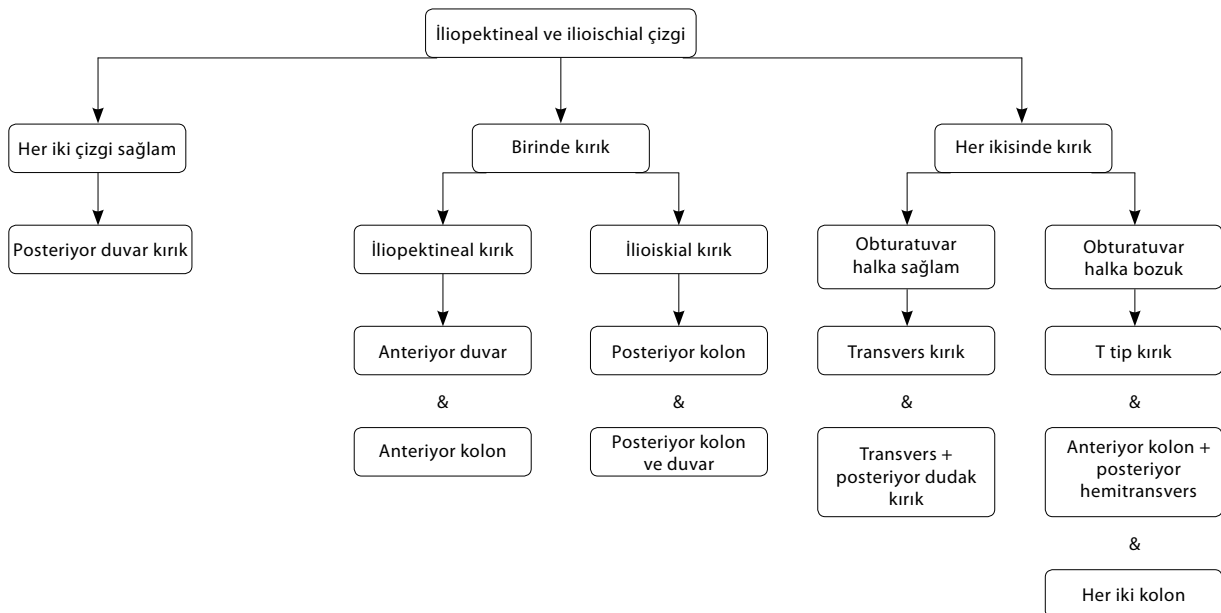 İliopektineal ve ilioischial çizgi
Her iki çizgi sağlam
Birinde kırık
Her ikisinde kırık
Posteriyor duvar kırık
İliopektineal kırık
İlioiskial kırık
Obturatuvar
halka sağlam
Obturatuvar
halka bozuk
Anteriyor duvar
Posteriyor kolon
Transvers kırık
T tip kırık
&
&
&
&
Anteriyor kolon
Posteriyor kolon
ve duvar
Transvers +
posteriyor dudak
kırık
Anteriyor kolon +
posteriyor
hemitransvers
&
Her iki kolon